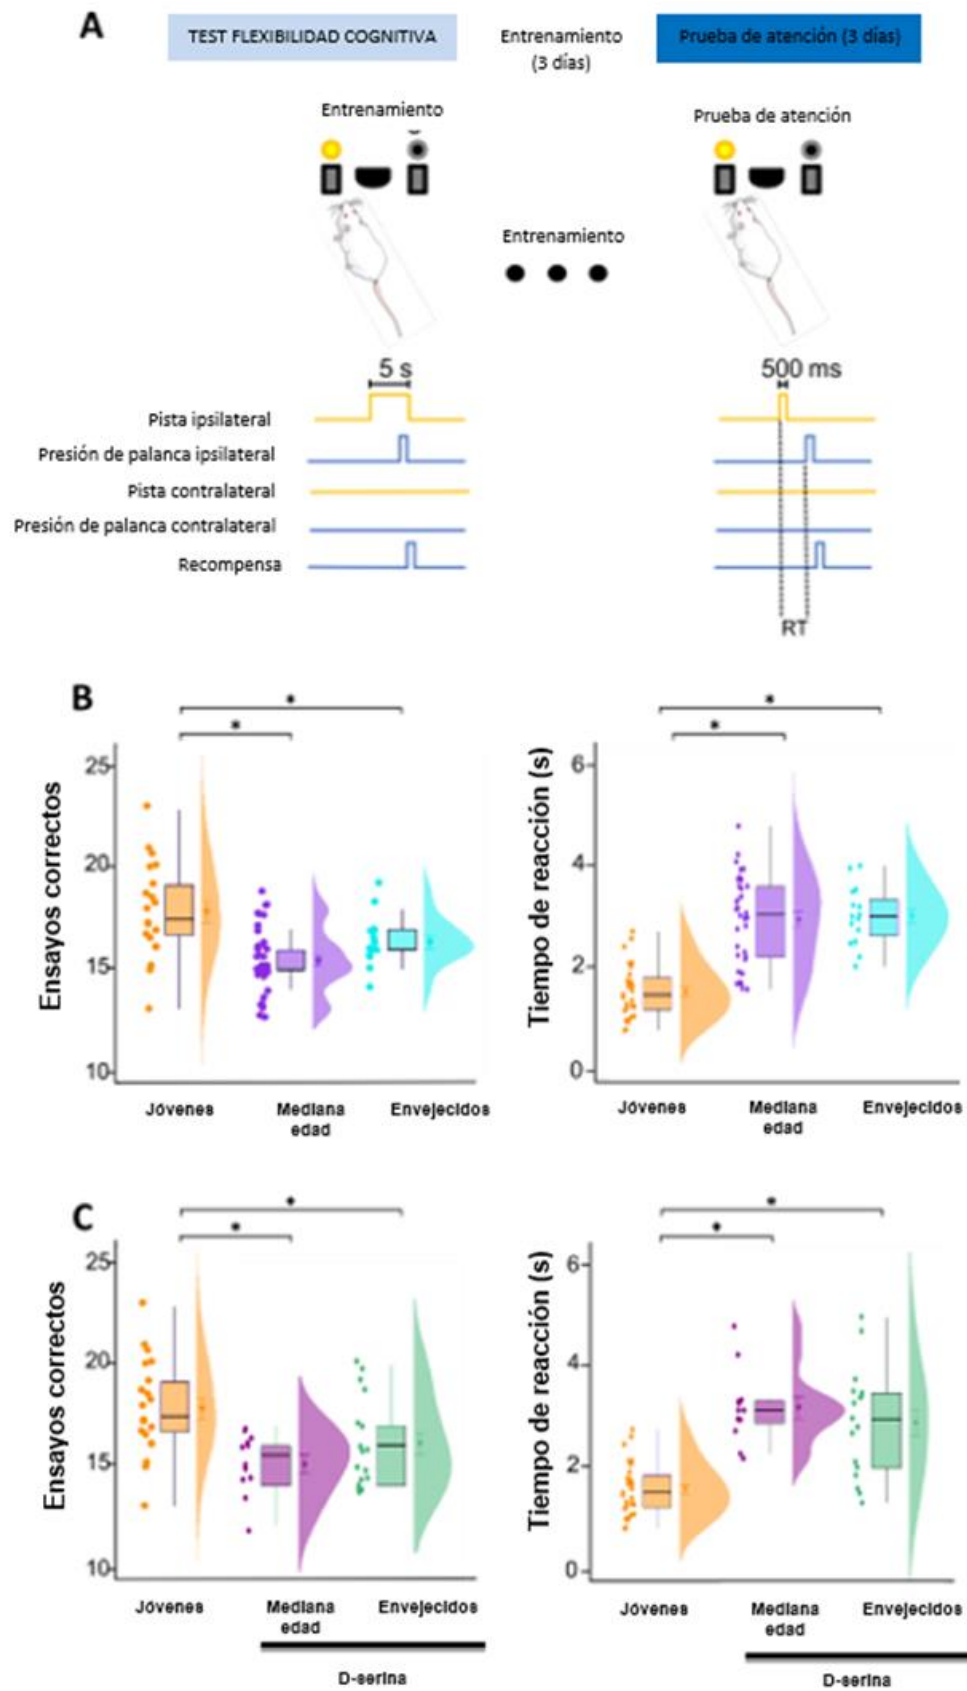 A
TEST FLEXIBILIDAD COGNITIVA
Entrenamiento
(3 días)
Prueba de atención (3 días)
Entrenamiento
Prueba de atención
Entrenamiento
5 s
500 ms
Pista ipsilateral
Presión de palanca ipsilateral
Pista contralateral
Presión de palanca contralateral
Recompensa
RT
B
*
*
Ensayos correctos
25
20
15
10
Jóvenes
Mediana
edad
Envejecidos
*
*
Tiempo de reacción (s)
6
4
2
0
Jóvenes
Mediana
edad
Envejecidos
C
*
*
Ensayos correctos
25
20
15
10
Jóvenes
Mediana
edad
Envejecidos
D-serina
*
*
Tiempo de reacción (s)
6
4
2
0
Jóvenes
Mediana
edad
Envejecidos
D-serina